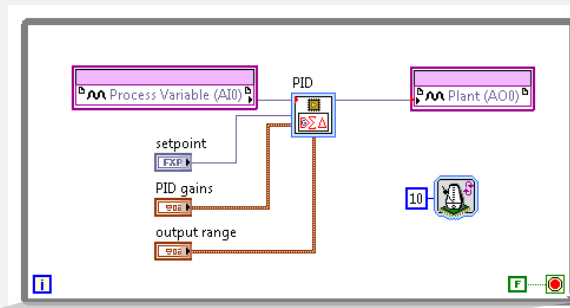 PID
Process Variable (AI0)
Plant (AO0)
setpoint
FXP
PID gains
output range
10
i
F